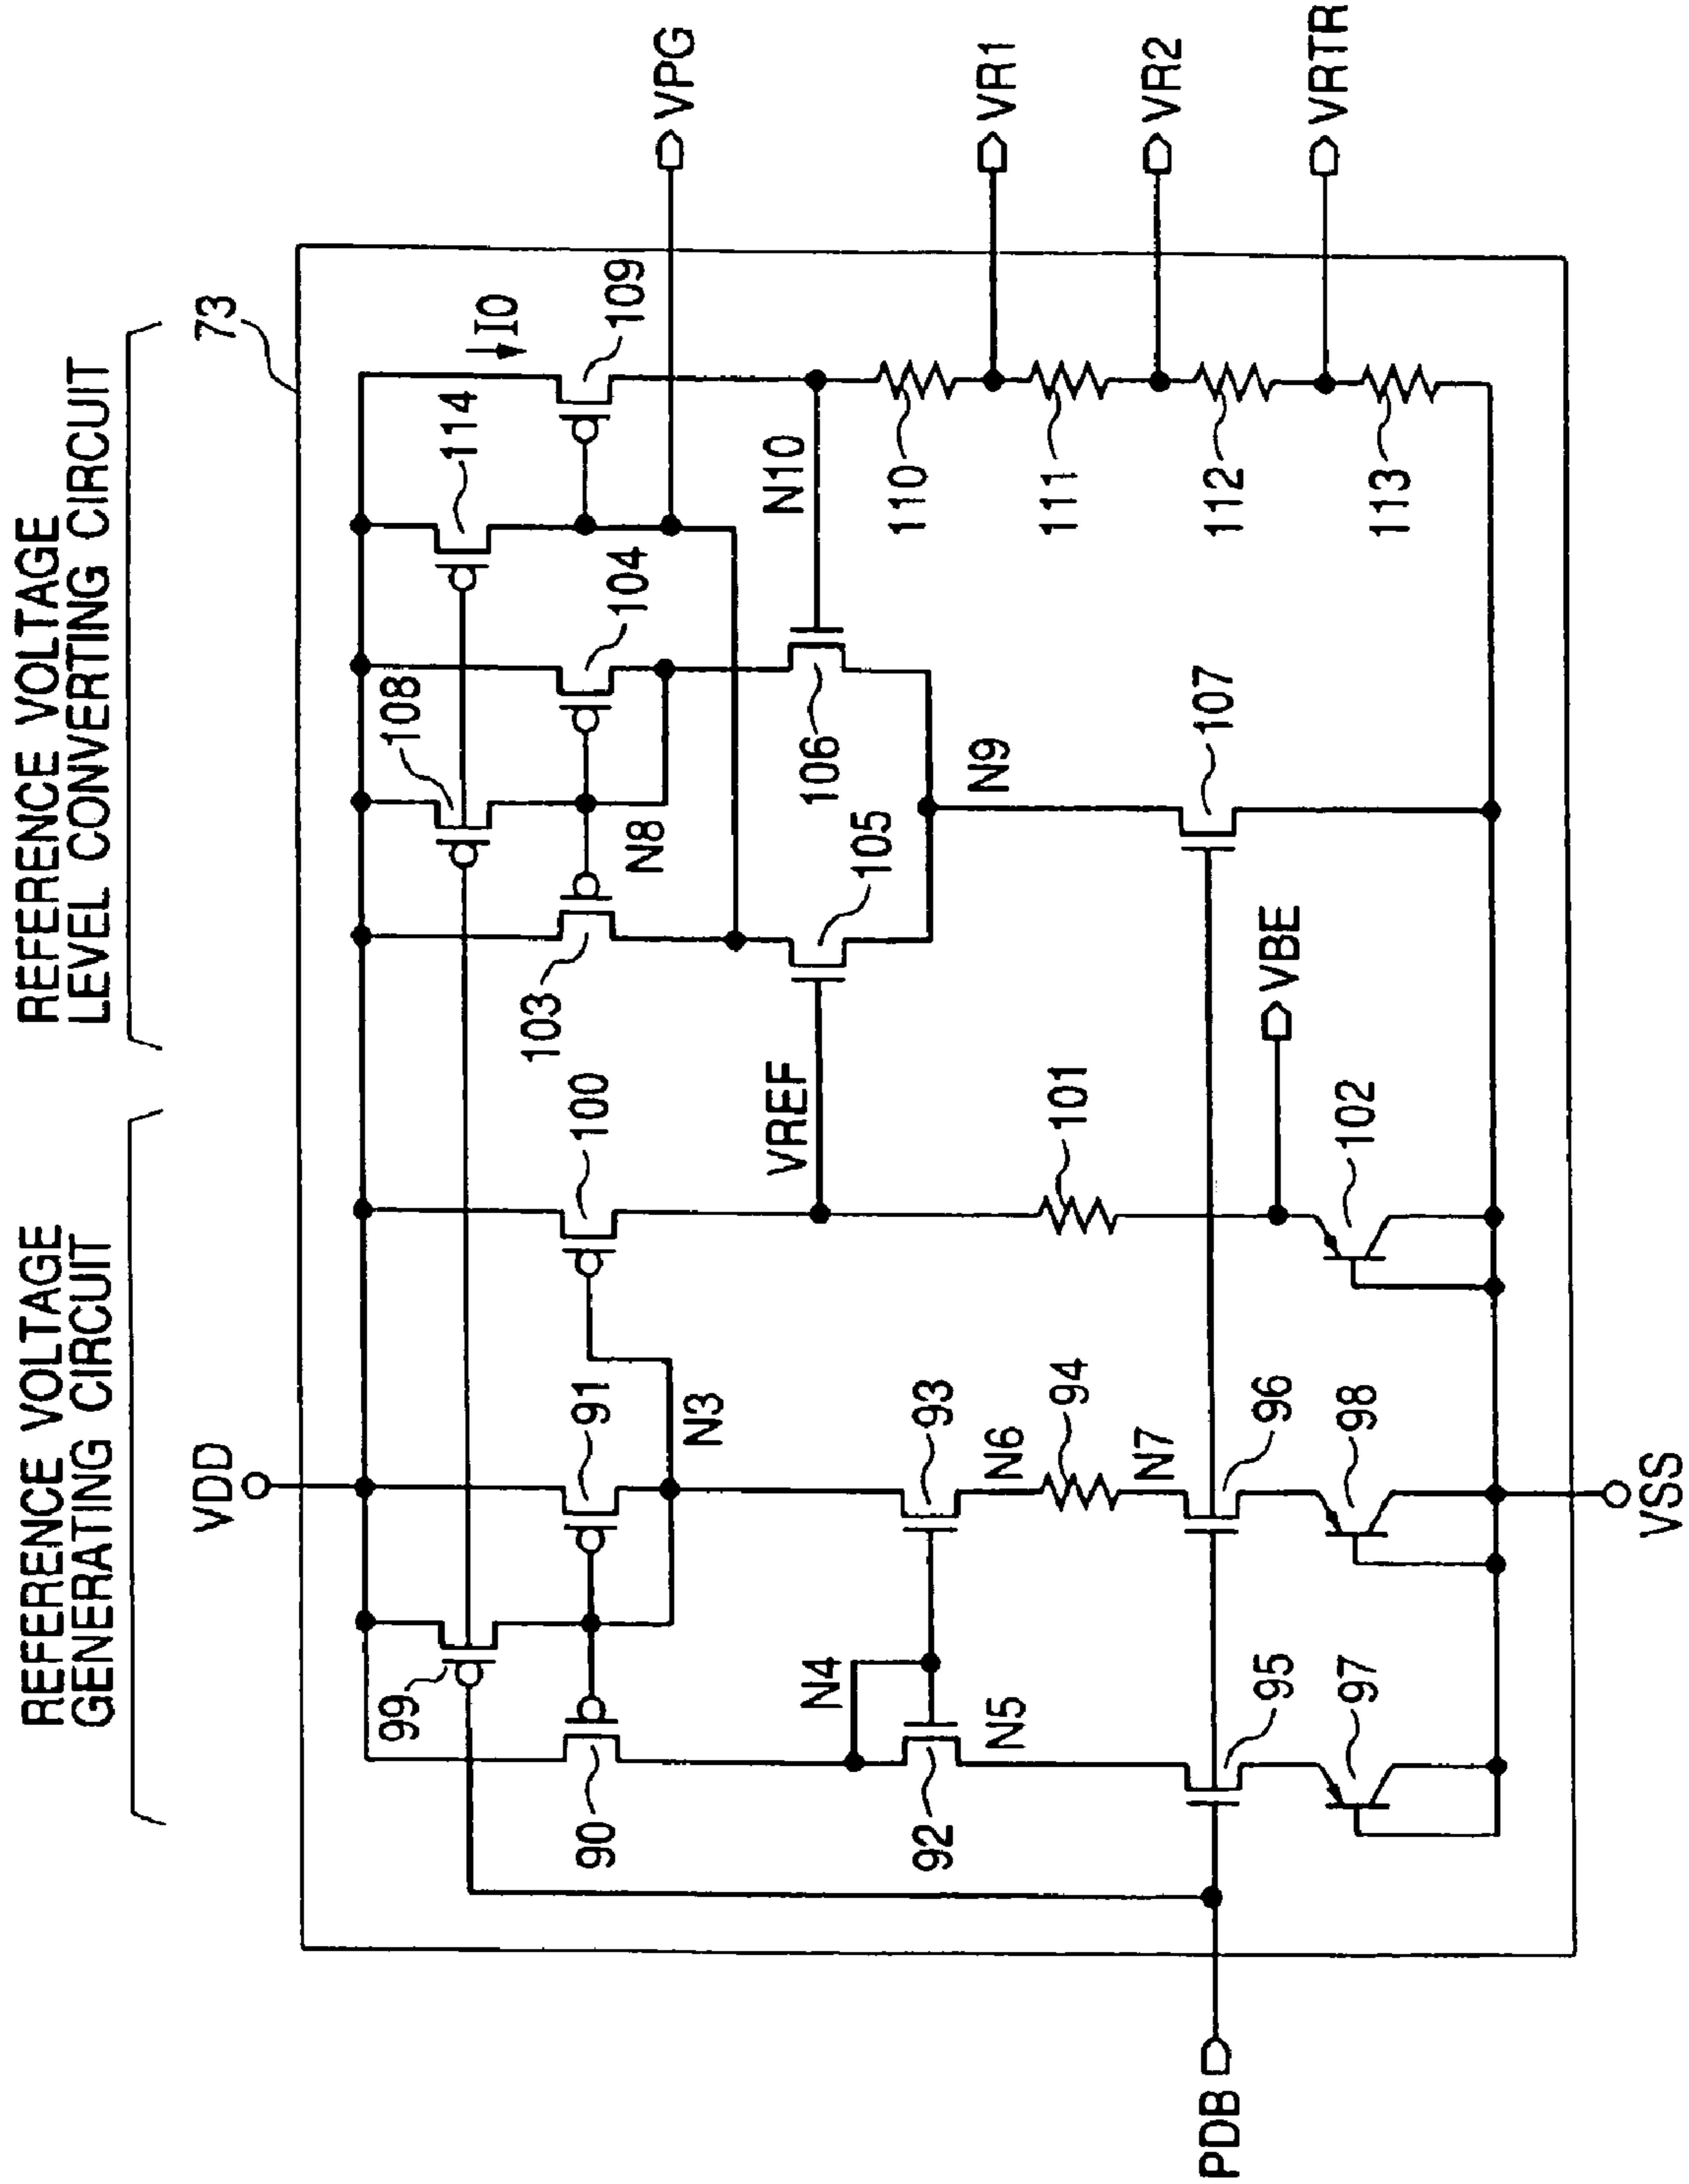 REFERENCE VOLTAGE
GENERATING CIRCUIT
REFERENCE VOLTAGE
LEVEL CONVERTING CIRCUIT
73
VDD
I0
99
108
114
90
91
100
103
104
109
VPG
N3
N8
N4
VREF
N10
92
N5
93
105
106
110
N6
N9
VR1
94
101
111
N7
VR2
107
112
PDB
95
96
VBE
VRTR
97
98
102
113
VSS